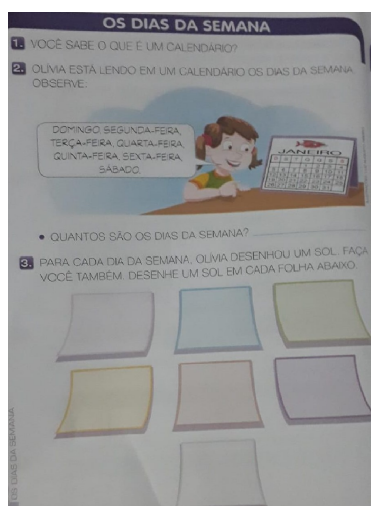 OS DIAS DA SEMANA
1. VOCÊ SABE O QUE É UM CALENDÁRIO?
2. OLÍVIA ESTÁ LENDO EM UM CALENDÁRIO OS DIAS DA SEMANA.
OBSERVE:
DOMINGO, SEGUNDA-FEIRA,
TERÇA-FEIRA, QUARTA-FEIRA,
QUINTA-FEIRA, SEXTA-FEIRA,
SÁBADO.
JANEIRO
• QUANTOS SÃO OS DIAS DA SEMANA?
3. PARA CADA DIA DA SEMANA, OLÍVIA DESENHOU UM SOL. FAÇA
VOCÊ TAMBÉM. DESENHE UM SOL EM CADA FOLHA ABAIXO.
OS DIAS DA SEMANA